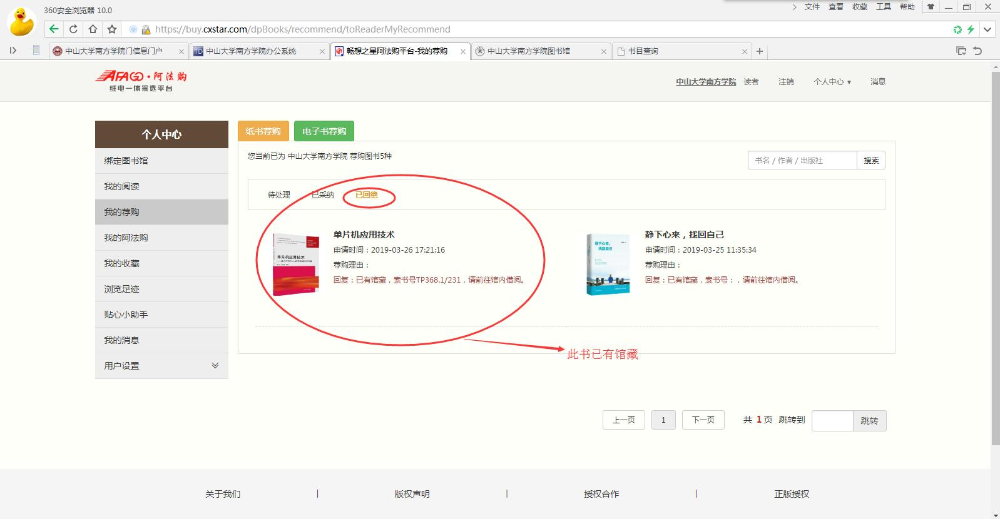 360安全浏览器 10.0
文件 查看 收藏 工具 帮助
https://buy.cxstar.com/dpBooks/recommend/toReaderMyRecommend
中山大学南方学院门信息门户
中山大学南方学院办公系统
畅想之星阿法购平台-我的荐购
中山大学南方学院图书馆
书目查询
AFAGO·阿法购
纸电一体采选平台
中山大学南方学院 读者 注销 个人中心 ▼ 消息
个人中心
绑定图书馆
我的阅读
我的荐购
我的阿法购
我的收藏
浏览足迹
贴心小助手
我的消息
用户设置
纸书荐购
电子书荐购
您当前已为 中山大学南方学院 荐购图书5种
书名 / 作者 / 出版社
搜索
待处理 已采纳 已回绝
单片机应用技术
单片机应用技术
申请时间：2019-03-26 17:21:16
荐购理由：
回复：已有馆藏，索书号TP368.1/231，请前往馆内借阅。
静下心来，
找回自己
静下心来，找回自己
申请时间：2019-03-25 11:35:34
荐购理由：
回复：已有馆藏，索书号：，请前往馆内借阅。
此书已有馆藏
上一页 1 下一页 共 1 页 跳转到 跳转
关于我们 | 版权声明 | 授权合作 | 正版授权